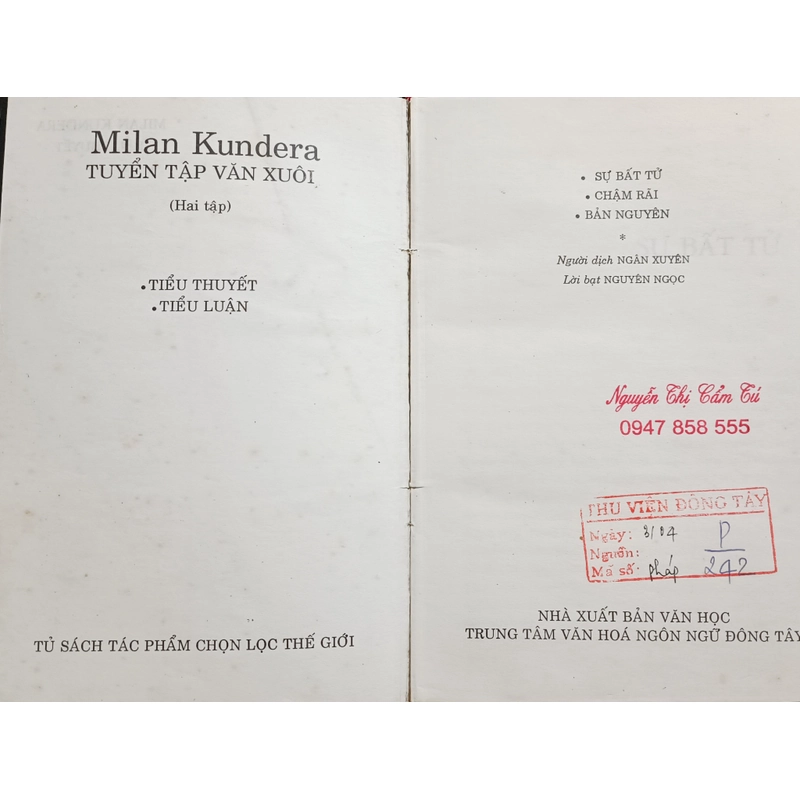 Milan Kundera
TUYỂN TẬP VĂN XUÔI
(Hai tập)
• TIỂU THUYẾT
• TIỂU LUẬN
TỦ SÁCH TÁC PHẨM CHỌN LỌC THẾ GIỚI
• SỰ BẤT TỬ
• CHẬM RÃI
• BẢN NGUYÊN
*
Người dịch NGÂN XUYÊN
Lời bạt NGUYÊN NGỌC
Nguyễn Thị Cẩm Tú
0947 858 555
THƯ VIỆN ĐÔNG TÂY
Ngày: 3/04
Nguồn:
Mã số: pháp
P
242
NHÀ XUẤT BẢN VĂN HỌC
TRUNG TÂM VĂN HOÁ NGÔN NGỮ ĐÔNG TÂY